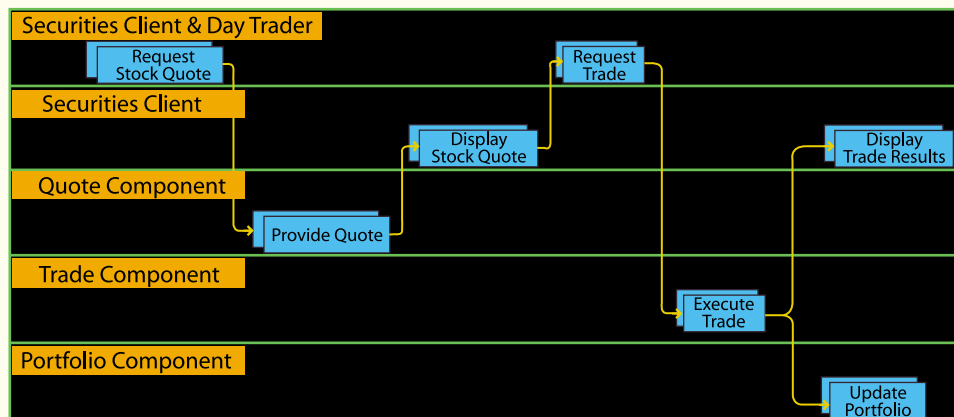 Securities Client & Day Trader
Request
Stock Quote
Request
Trade
Securities Client
Display
Stock Quote
Display
Trade Results
Quote Component
Provide Quote
Trade Component
Execute
Trade
Portfolio Component
Update
Portfolio